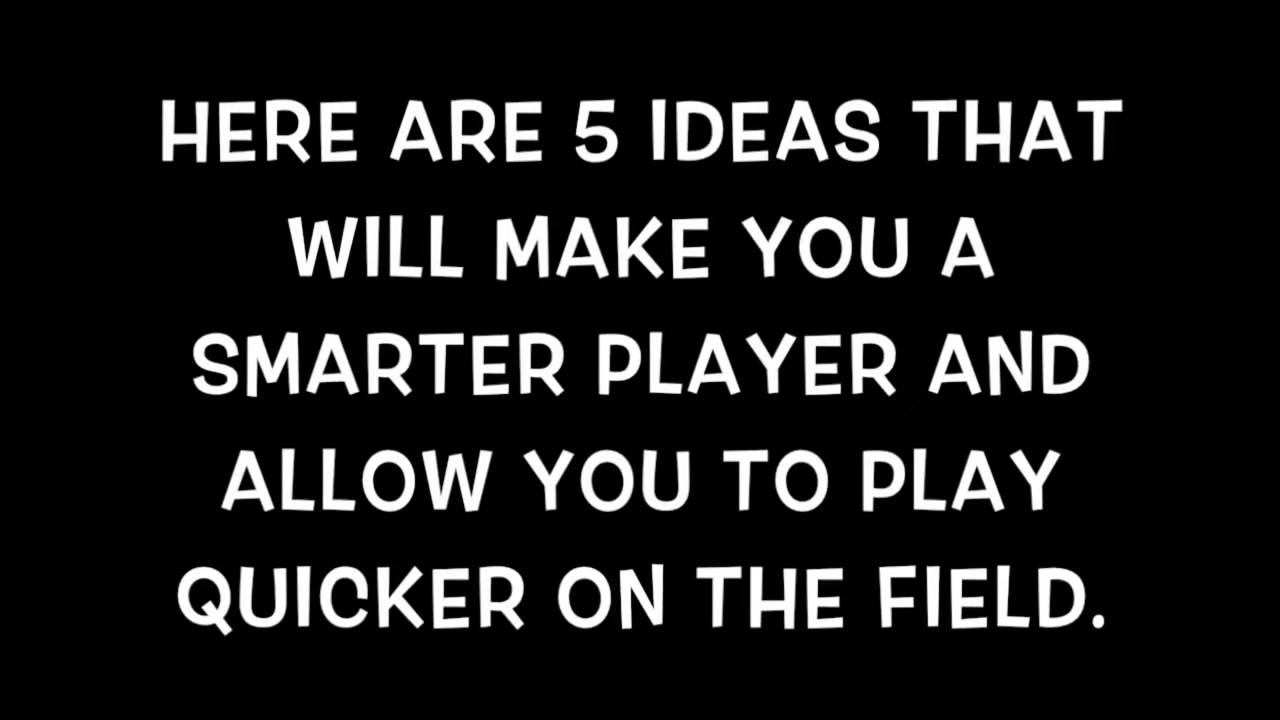 HERE ARE 5 IDEAS THAT
WILL MAKE YOU A
SMARTER PLAYER AND
ALLOW YOU TO PLAY
QUICKER ON THE FIELD.